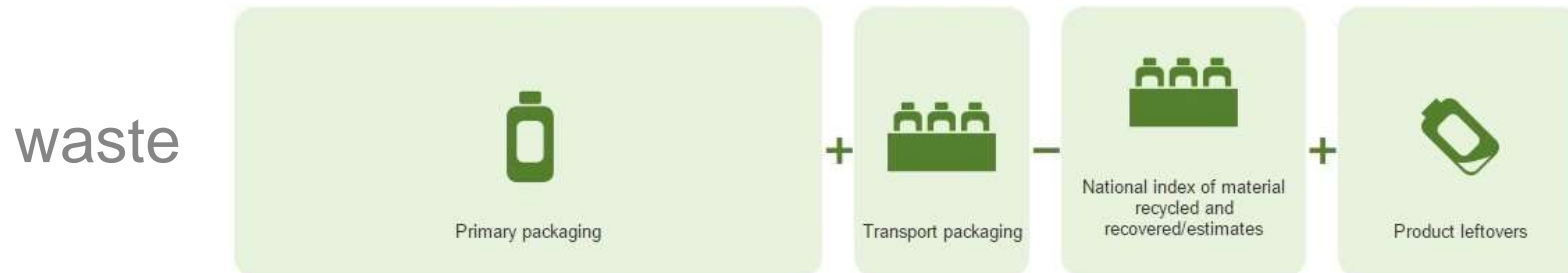 waste
Primary packaging
+
Transport packaging
−
National index of material
recycled and
recovered/estimates
+
Product leftovers